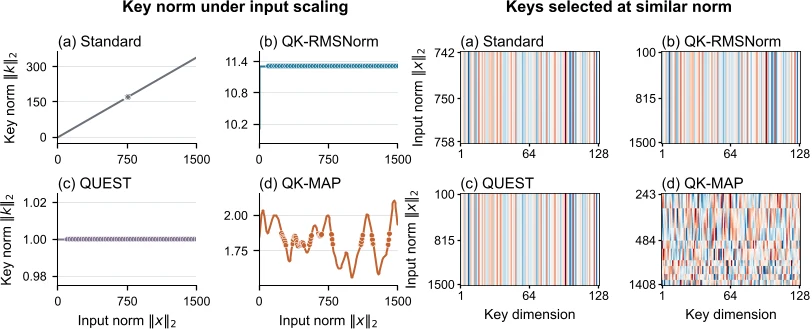 Key norm under input scaling
(a) Standard
Key norm ‖k‖₂
300
150
0
0
750
1500
(b) QK-RMSNorm
11.4
10.8
10.2
0
750
1500
(c) QUEST
Key norm ‖k‖₂
1.02
1.00
0.98
0
750
1500
Input norm ‖x‖₂
(d) QK-MAP
2.00
1.75
0
750
1500
Input norm ‖x‖₂
Keys selected at similar norm
(a) Standard
Input norm ‖x‖₂
742
750
758
1
64
128
(b) QK-RMSNorm
100
815
1500
1
64
128
(c) QUEST
Input norm ‖x‖₂
100
815
1500
1
64
128
Key dimension
(d) QK-MAP
243
484
1408
1
64
128
Key dimension